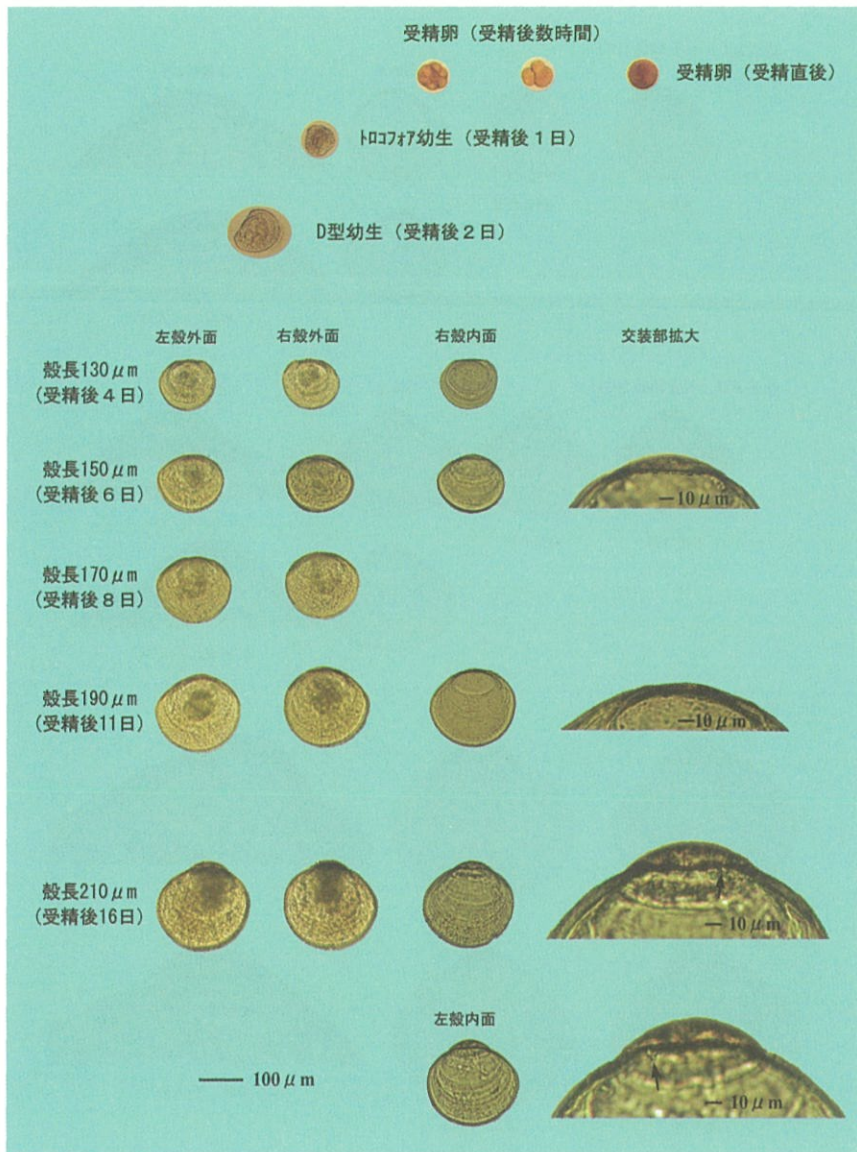 受精卵（受精後数時間）
受精卵（受精直後）
ﾄﾛｺﾌｫｱ幼生（受精後１日）
D型幼生（受精後２日）
左殻外面 右殻外面 右殻内面 交装部拡大
殻長130μm
（受精後４日）
殻長150μm
（受精後６日）
10μm
殻長170μm
（受精後８日）
殻長190μm
（受精後11日）
10μm
殻長210μm
（受精後16日）
10μm
左殻内面
100μm
10μm